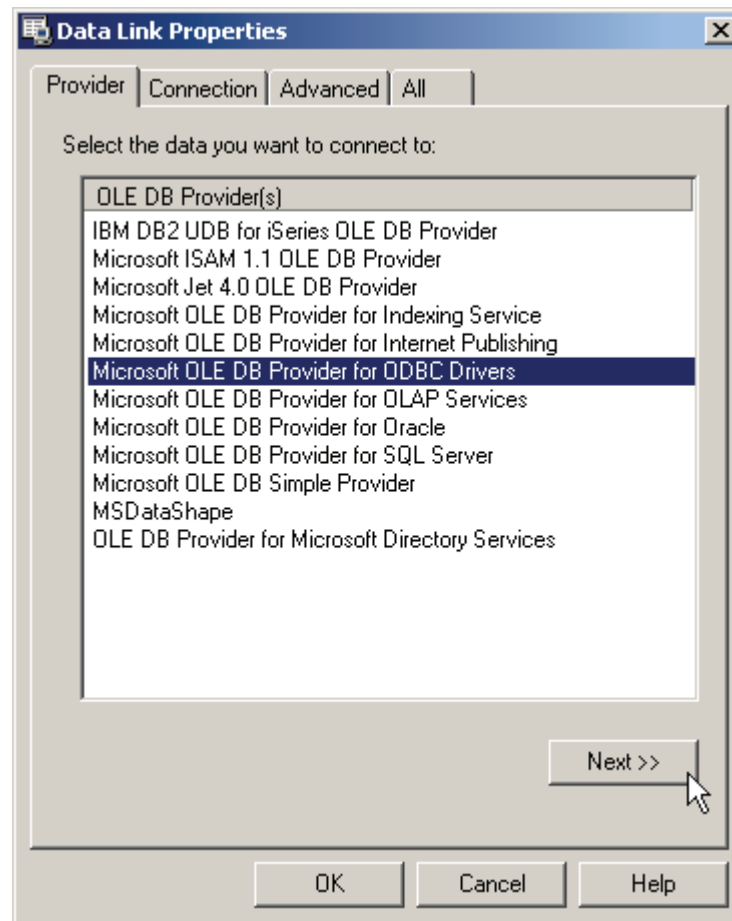 Data Link Properties
Provider Connection Advanced All
Select the data you want to connect to:
OLE DB Provider(s)
IBM DB2 UDB for iSeries OLE DB Provider
Microsoft ISAM 1.1 OLE DB Provider
Microsoft Jet 4.0 OLE DB Provider
Microsoft OLE DB Provider for Indexing Service
Microsoft OLE DB Provider for Internet Publishing
Microsoft OLE DB Provider for ODBC Drivers
Microsoft OLE DB Provider for OLAP Services
Microsoft OLE DB Provider for Oracle
Microsoft OLE DB Provider for SQL Server
Microsoft OLE DB Simple Provider
MSDataShape
OLE DB Provider for Microsoft Directory Services
Next >>
OK Cancel Help